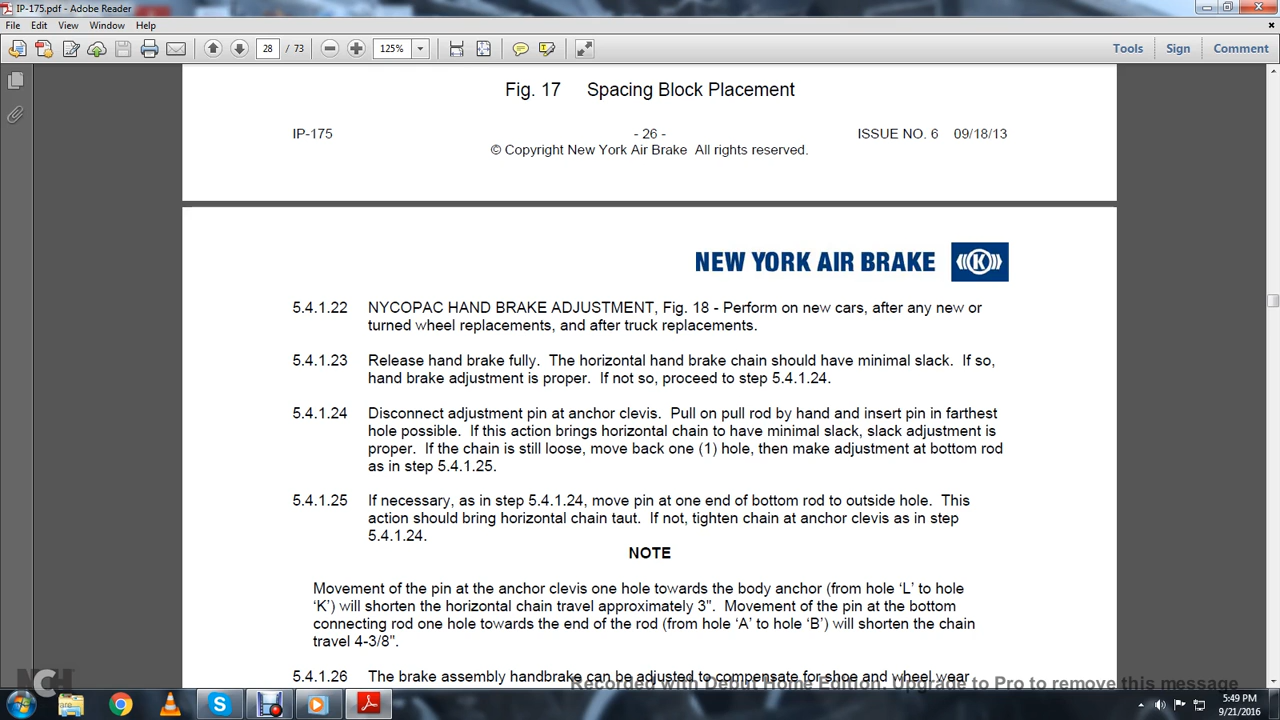 IP-175.pdf - Adobe Reader
File Edit View Window Help
28 / 73 125% Tools Sign Comment
Fig. 17 Spacing Block Placement
IP-175 - 26 - ISSUE NO. 6 09/18/13
© Copyright New York Air Brake All rights reserved.
NEW YORK AIR BRAKE K
5.4.1.22 NYCOPAC HAND BRAKE ADJUSTMENT, Fig. 18 - Perform on new cars, after any new or
turned wheel replacements, and after truck replacements.
5.4.1.23 Release hand brake fully. The horizontal hand brake chain should have minimal slack. If so,
hand brake adjustment is proper. If not so, proceed to step 5.4.1.24.
5.4.1.24 Disconnect adjustment pin at anchor clevis. Pull on pull rod by hand and insert pin in farthest
hole possible. If this action brings horizontal chain to have minimal slack, slack adjustment is
proper. If the chain is still loose, move back one (1) hole, then make adjustment at bottom rod
as in step 5.4.1.25.
5.4.1.25 If necessary, as in step 5.4.1.24, move pin at one end of bottom rod to outside hole. This
action should bring horizontal chain taut. If not, tighten chain at anchor clevis as in step
5.4.1.24.
NOTE
Movement of the pin at the anchor clevis one hole towards the body anchor (from hole 'L' to hole
'K') will shorten the horizontal chain travel approximately 3". Movement of the pin at the bottom
connecting rod one hole towards the end of the rod (from hole 'A' to hole 'B') will shorten the chain
travel 4-3/8".
5.4.1.26 The brake assembly handbrake can be adjusted to compensate for shoe and wheel wear
Recorded with Debut Home Edition. Upgrade to Pro to remove this message
NCH
5:49 PM
9/21/2016